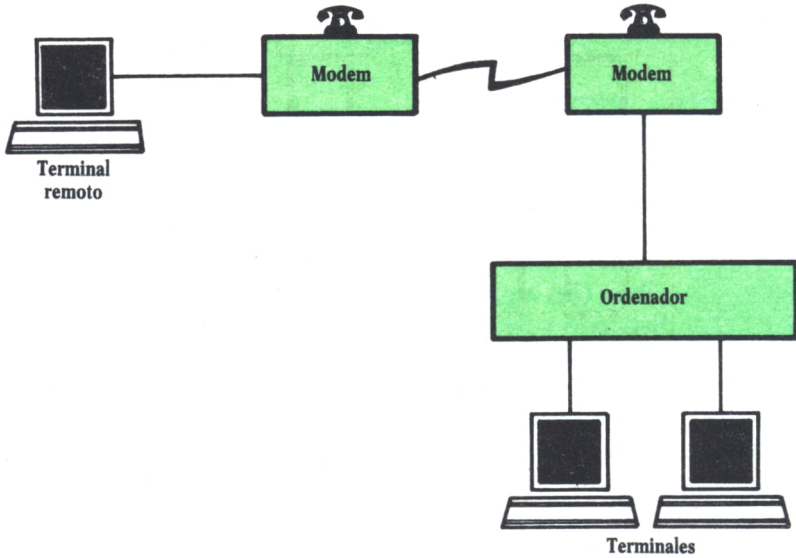 Modem
Modem
Terminal
remoto
Ordenador
Terminales